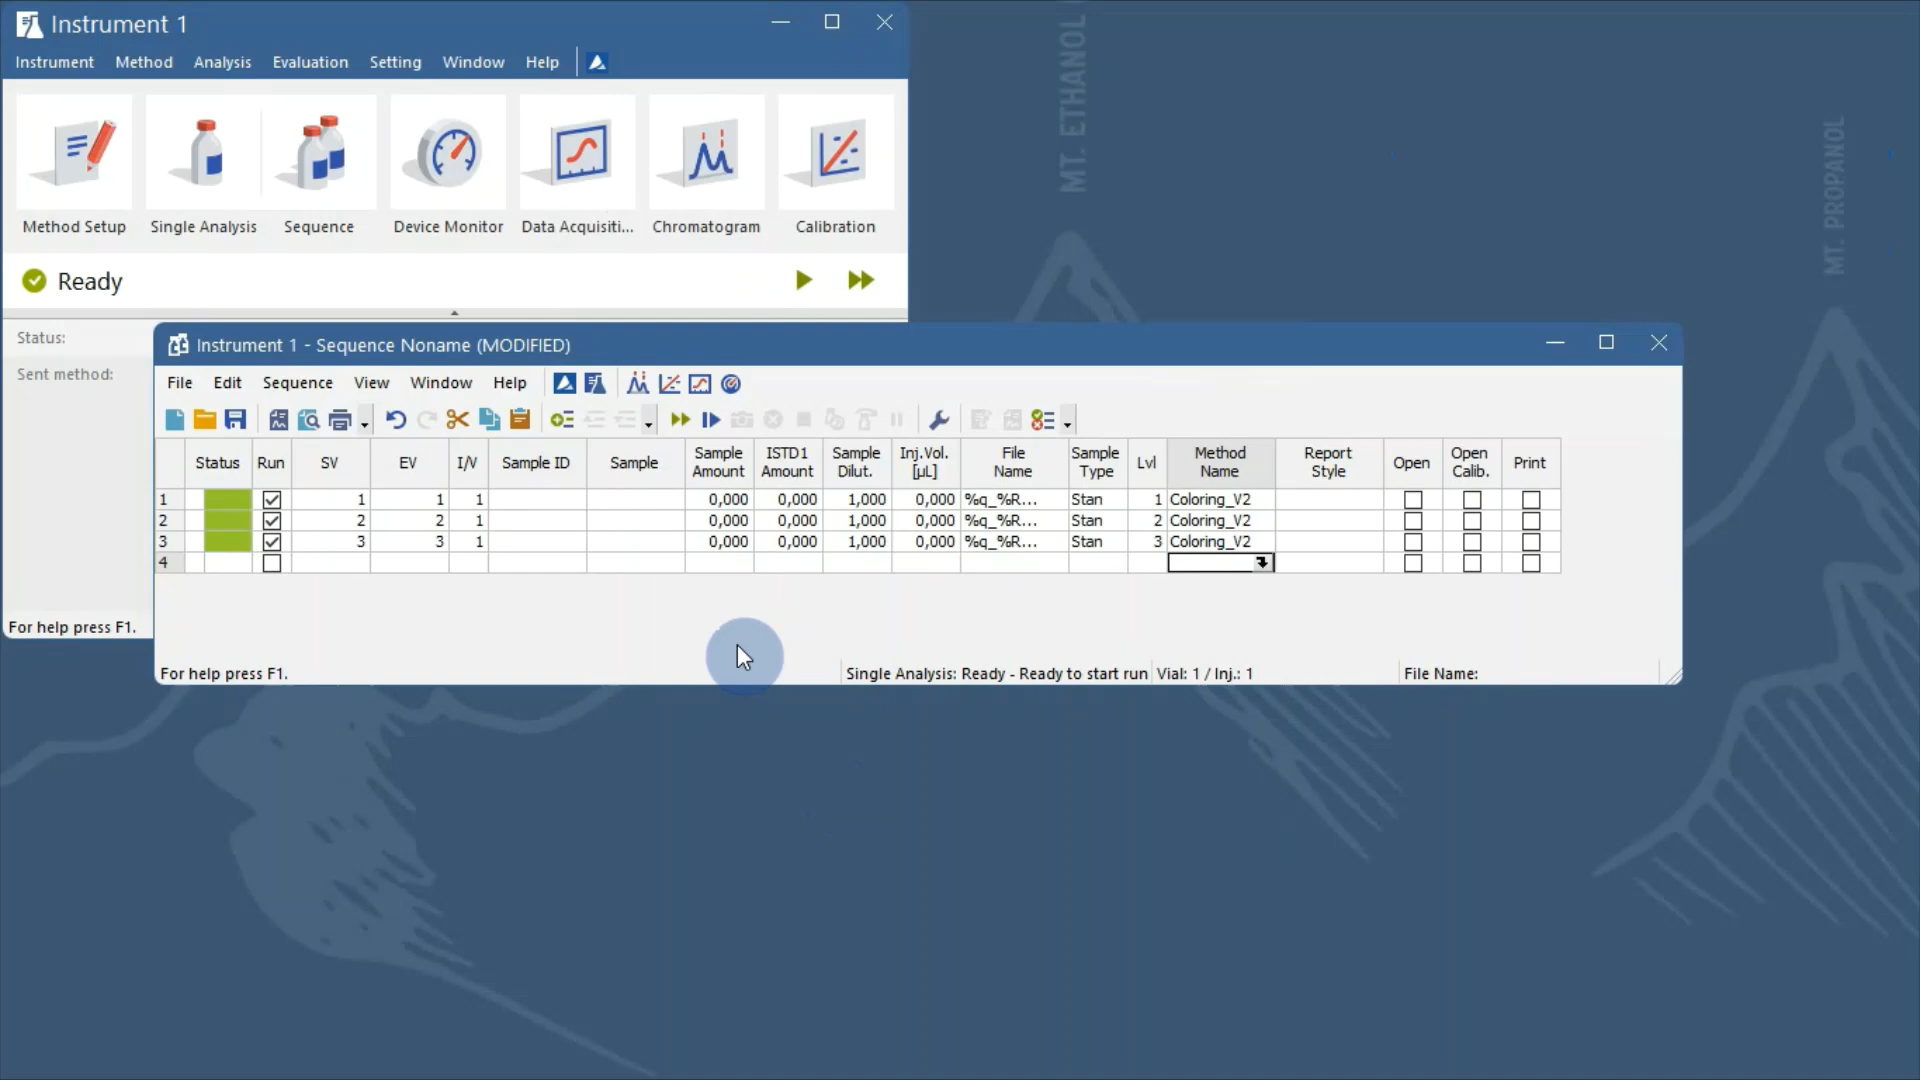 Instrument 1
Instrument Method Analysis Evaluation Setting Window Help
Method Setup Single Analysis Sequence Device Monitor Data Acquisiti... Chromatogram Calibration
Ready
Status:
Sent method:
For help press F1.
MT. ETHANOL
MT. PROPANOL
Instrument 1 - Sequence Noname (MODIFIED)
File Edit Sequence View Window Help
Status Run SV EV I/V Sample ID Sample Sample Amount ISTD1 Amount Sample Dilut. Inj.Vol. [µL] File Name Sample Type Lvl Method Name Report Style Open Open Calib. Print
1 1 1 1 0,000 0,000 1,000 0,000 %q_%R... Stan 1 Coloring_V2
2 2 2 1 0,000 0,000 1,000 0,000 %q_%R... Stan 2 Coloring_V2
3 3 3 1 0,000 0,000 1,000 0,000 %q_%R... Stan 3 Coloring_V2
4
For help press F1. Single Analysis: Ready - Ready to start run Vial: 1 / Inj.: 1 File Name: